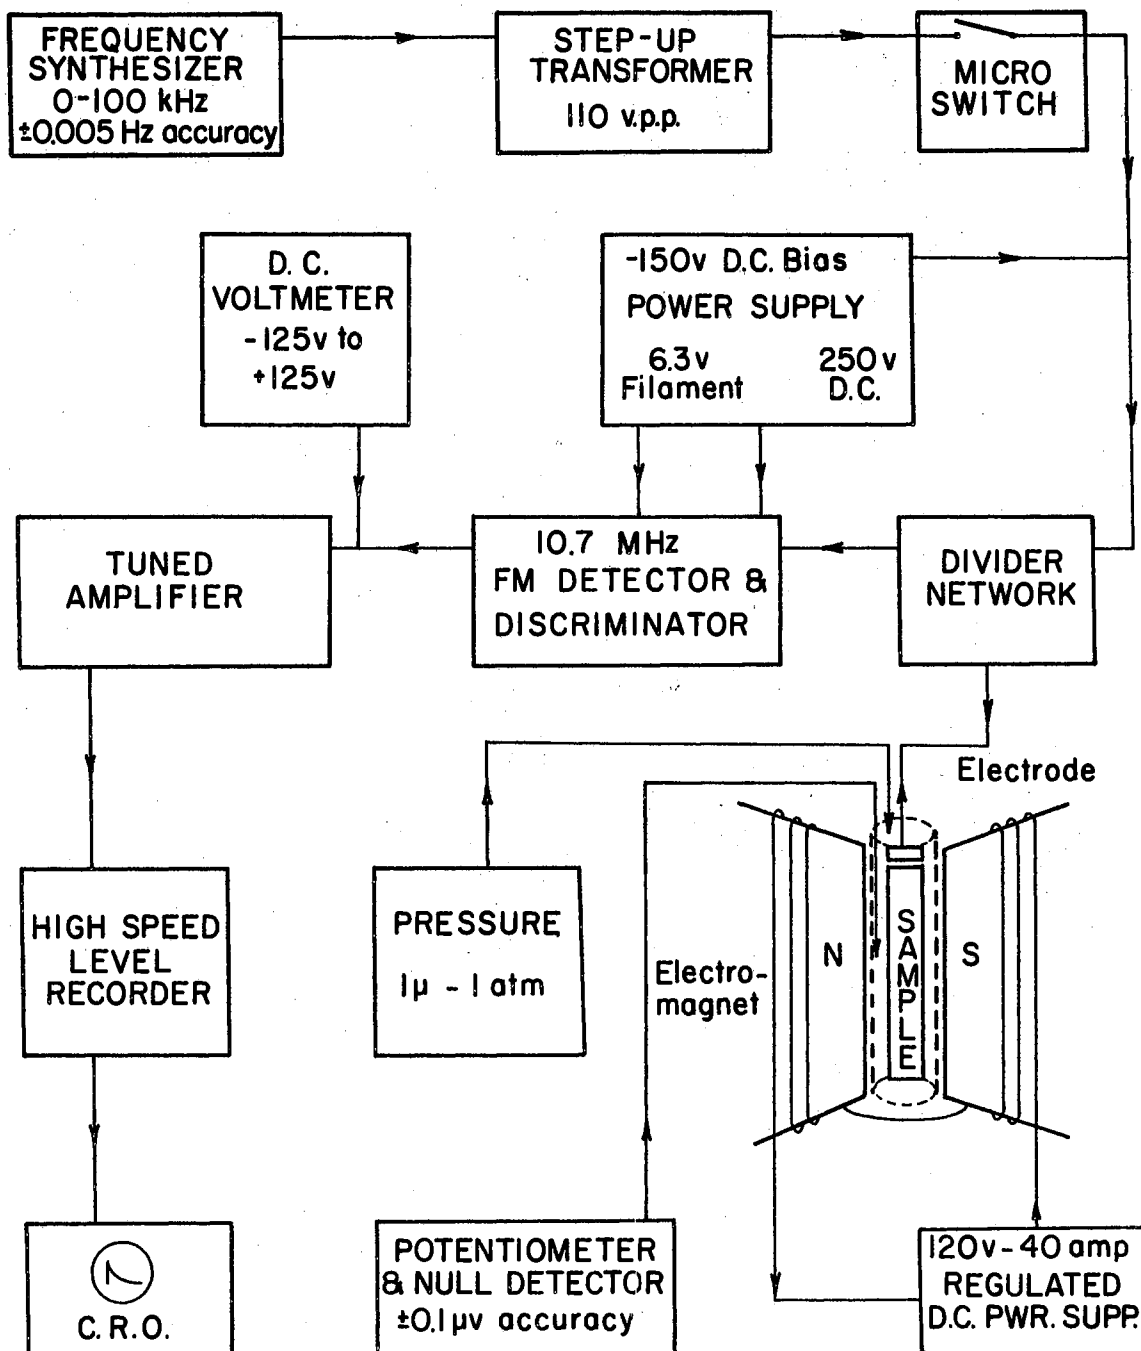 FREQUENCY
SYNTHESIZER
0-100 kHz
±0.005 Hz accuracy
STEP-UP
TRANSFORMER
110 v.p.p.
MICRO
SWITCH
D. C.
VOLTMETER
-125v to
+125v
-150v D.C. Bias
POWER SUPPLY
6.3v 250v
Filament D.C.
TUNED
AMPLIFIER
10.7 MHz
FM DETECTOR &
DISCRIMINATOR
DIVIDER
NETWORK
Electrode
HIGH SPEED
LEVEL
RECORDER
PRESSURE
1μ - 1 atm
Electro-
magnet
N
SAMPLE
S
C. R. O.
POTENTIOMETER
& NULL DETECTOR
±0.1μv accuracy
120v-40 amp
REGULATED
D.C. PWR. SUPP.